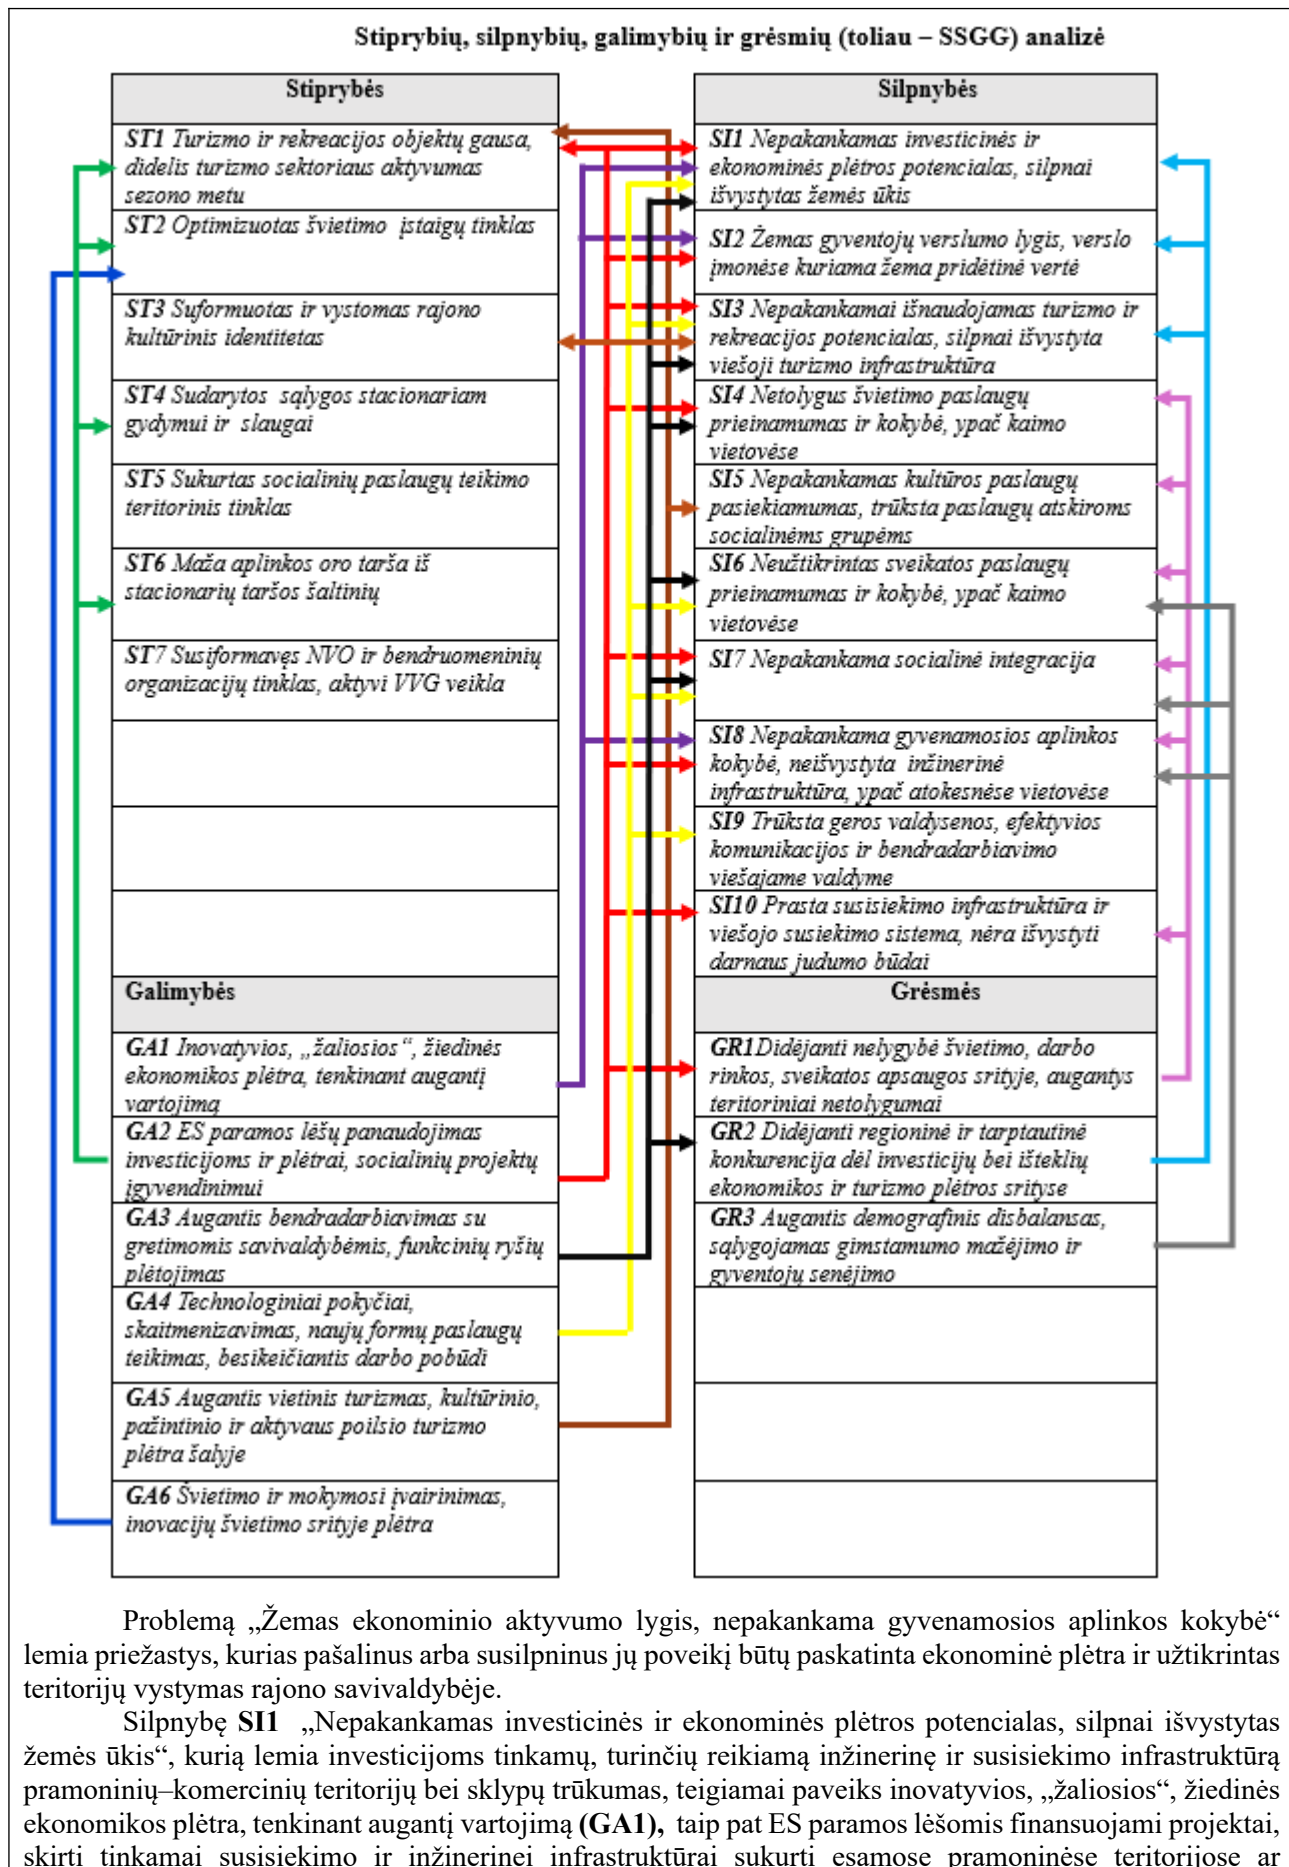 Stiprybių, silpnybių, galimybių ir grėsmių (toliau – SSGG) analizė
Stiprybės
ST1 Turizmo ir rekreacijos objektų gausa,
didelis turizmo sektoriaus aktyvumas
sezono metu
ST2 Optimizuotas švietimo įstaigų tinklas
ST3 Suformuotas ir vystomas rajono
kultūrinis identitetas
ST4 Sudarytos sąlygos stacionariam
gydymui ir slaugai
ST5 Sukurtas socialinių paslaugų teikimo
teritorinis tinklas
ST6 Maža aplinkos oro tarša iš
stacionarių taršos šaltinių
ST7 Susiformavęs NVO ir bendruomeninių
organizacijų tinklas, aktyvi VVG veikla
Silpnybės
SI1 Nepakankamas investicinės ir
ekonominės plėtros potencialas, silpnai
išvystytas žemės ūkis
SI2 Žemas gyventojų verslumo lygis, verslo
įmonėse kuriama žema pridėtinė vertė
SI3 Nepakankamai išnaudojamas turizmo ir
rekreacijos potencialas, silpnai išvystyta
viešoji turizmo infrastruktūra
SI4 Netolygus švietimo paslaugų
prieinamumas ir kokybė, ypač kaimo
vietovėse
SI5 Nepakankamas kultūros paslaugų
pasiekiamumas, trūksta paslaugų atskiroms
socialinėms grupėms
SI6 Neužtikrintas sveikatos paslaugų
prieinamumas ir kokybė, ypač kaimo
vietovėse
SI7 Nepakankama socialinė integracija
SI8 Nepakankama gyvenamosios aplinkos
kokybė, neišvystyta inžinerinė
infrastruktūra, ypač atokesnėse vietovėse
SI9 Trūksta geros valdysenos, efektyvios
komunikacijos ir bendradarbiavimo
viešajame valdyme
SI10 Prasta susisiekimo infrastruktūra ir
viešojo susiekimo sistema, nėra išvystyti
darnaus judumo būdai
Galimybės
GA1 Inovatyvios, „žaliosios“, žiedinės
ekonomikos plėtra, tenkinant augantį
vartojimą
GA2 ES paramos lėšų panaudojimas
investicijoms ir plėtrai, socialinių projektų
įgyvendinimui
GA3 Augantis bendradarbiavimas su
gretimomis savivaldybėmis, funkcinių ryšių
plėtojimas
GA4 Technologiniai pokyčiai,
skaitmenizavimas, naujų formų paslaugų
teikimas, besikeičiantis darbo pobūdi
GA5 Augantis vietinis turizmas, kultūrinio,
pažintinio ir aktyvaus poilsio turizmo
plėtra šalyje
GA6 Švietimo ir mokymosi įvairinimas,
inovacijų švietimo srityje plėtra
Grėsmės
GR1Didėjanti nelygybė švietimo, darbo
rinkos, sveikatos apsaugos srityje, augantys
teritoriniai netolygumai
GR2 Didėjanti regioninė ir tarptautinė
konkurencija dėl investicijų bei išteklių
ekonomikos ir turizmo plėtros srityse
GR3 Augantis demografinis disbalansas,
sąlygojamas gimstamumo mažėjimo ir
gyventojų senėjimo
Problemą „Žemas ekonominio aktyvumo lygis, nepakankama gyvenamosios aplinkos kokybė“
lemia priežastys, kurias pašalinus arba susilpninus jų poveikį būtų paskatinta ekonominė plėtra ir užtikrintas
teritorijų vystymas rajono savivaldybėje.
Silpnybę SI1 „Nepakankamas investicinės ir ekonominės plėtros potencialas, silpnai išvystytas
žemės ūkis“, kurią lemia investicijoms tinkamų, turinčių reikiamą inžinerinę ir susisiekimo infrastruktūrą
pramoninių–komercinių teritorijų bei sklypų trūkumas, teigiamai paveiks inovatyvios, „žaliosios“, žiedinės
ekonomikos plėtra, tenkinant augantį vartojimą (GA1), taip pat ES paramos lėšomis finansuojami projektai,
skirti tinkamai susisiekimo ir inžinerinei infrastruktūrai sukurti esamose pramoninėse teritorijose ar